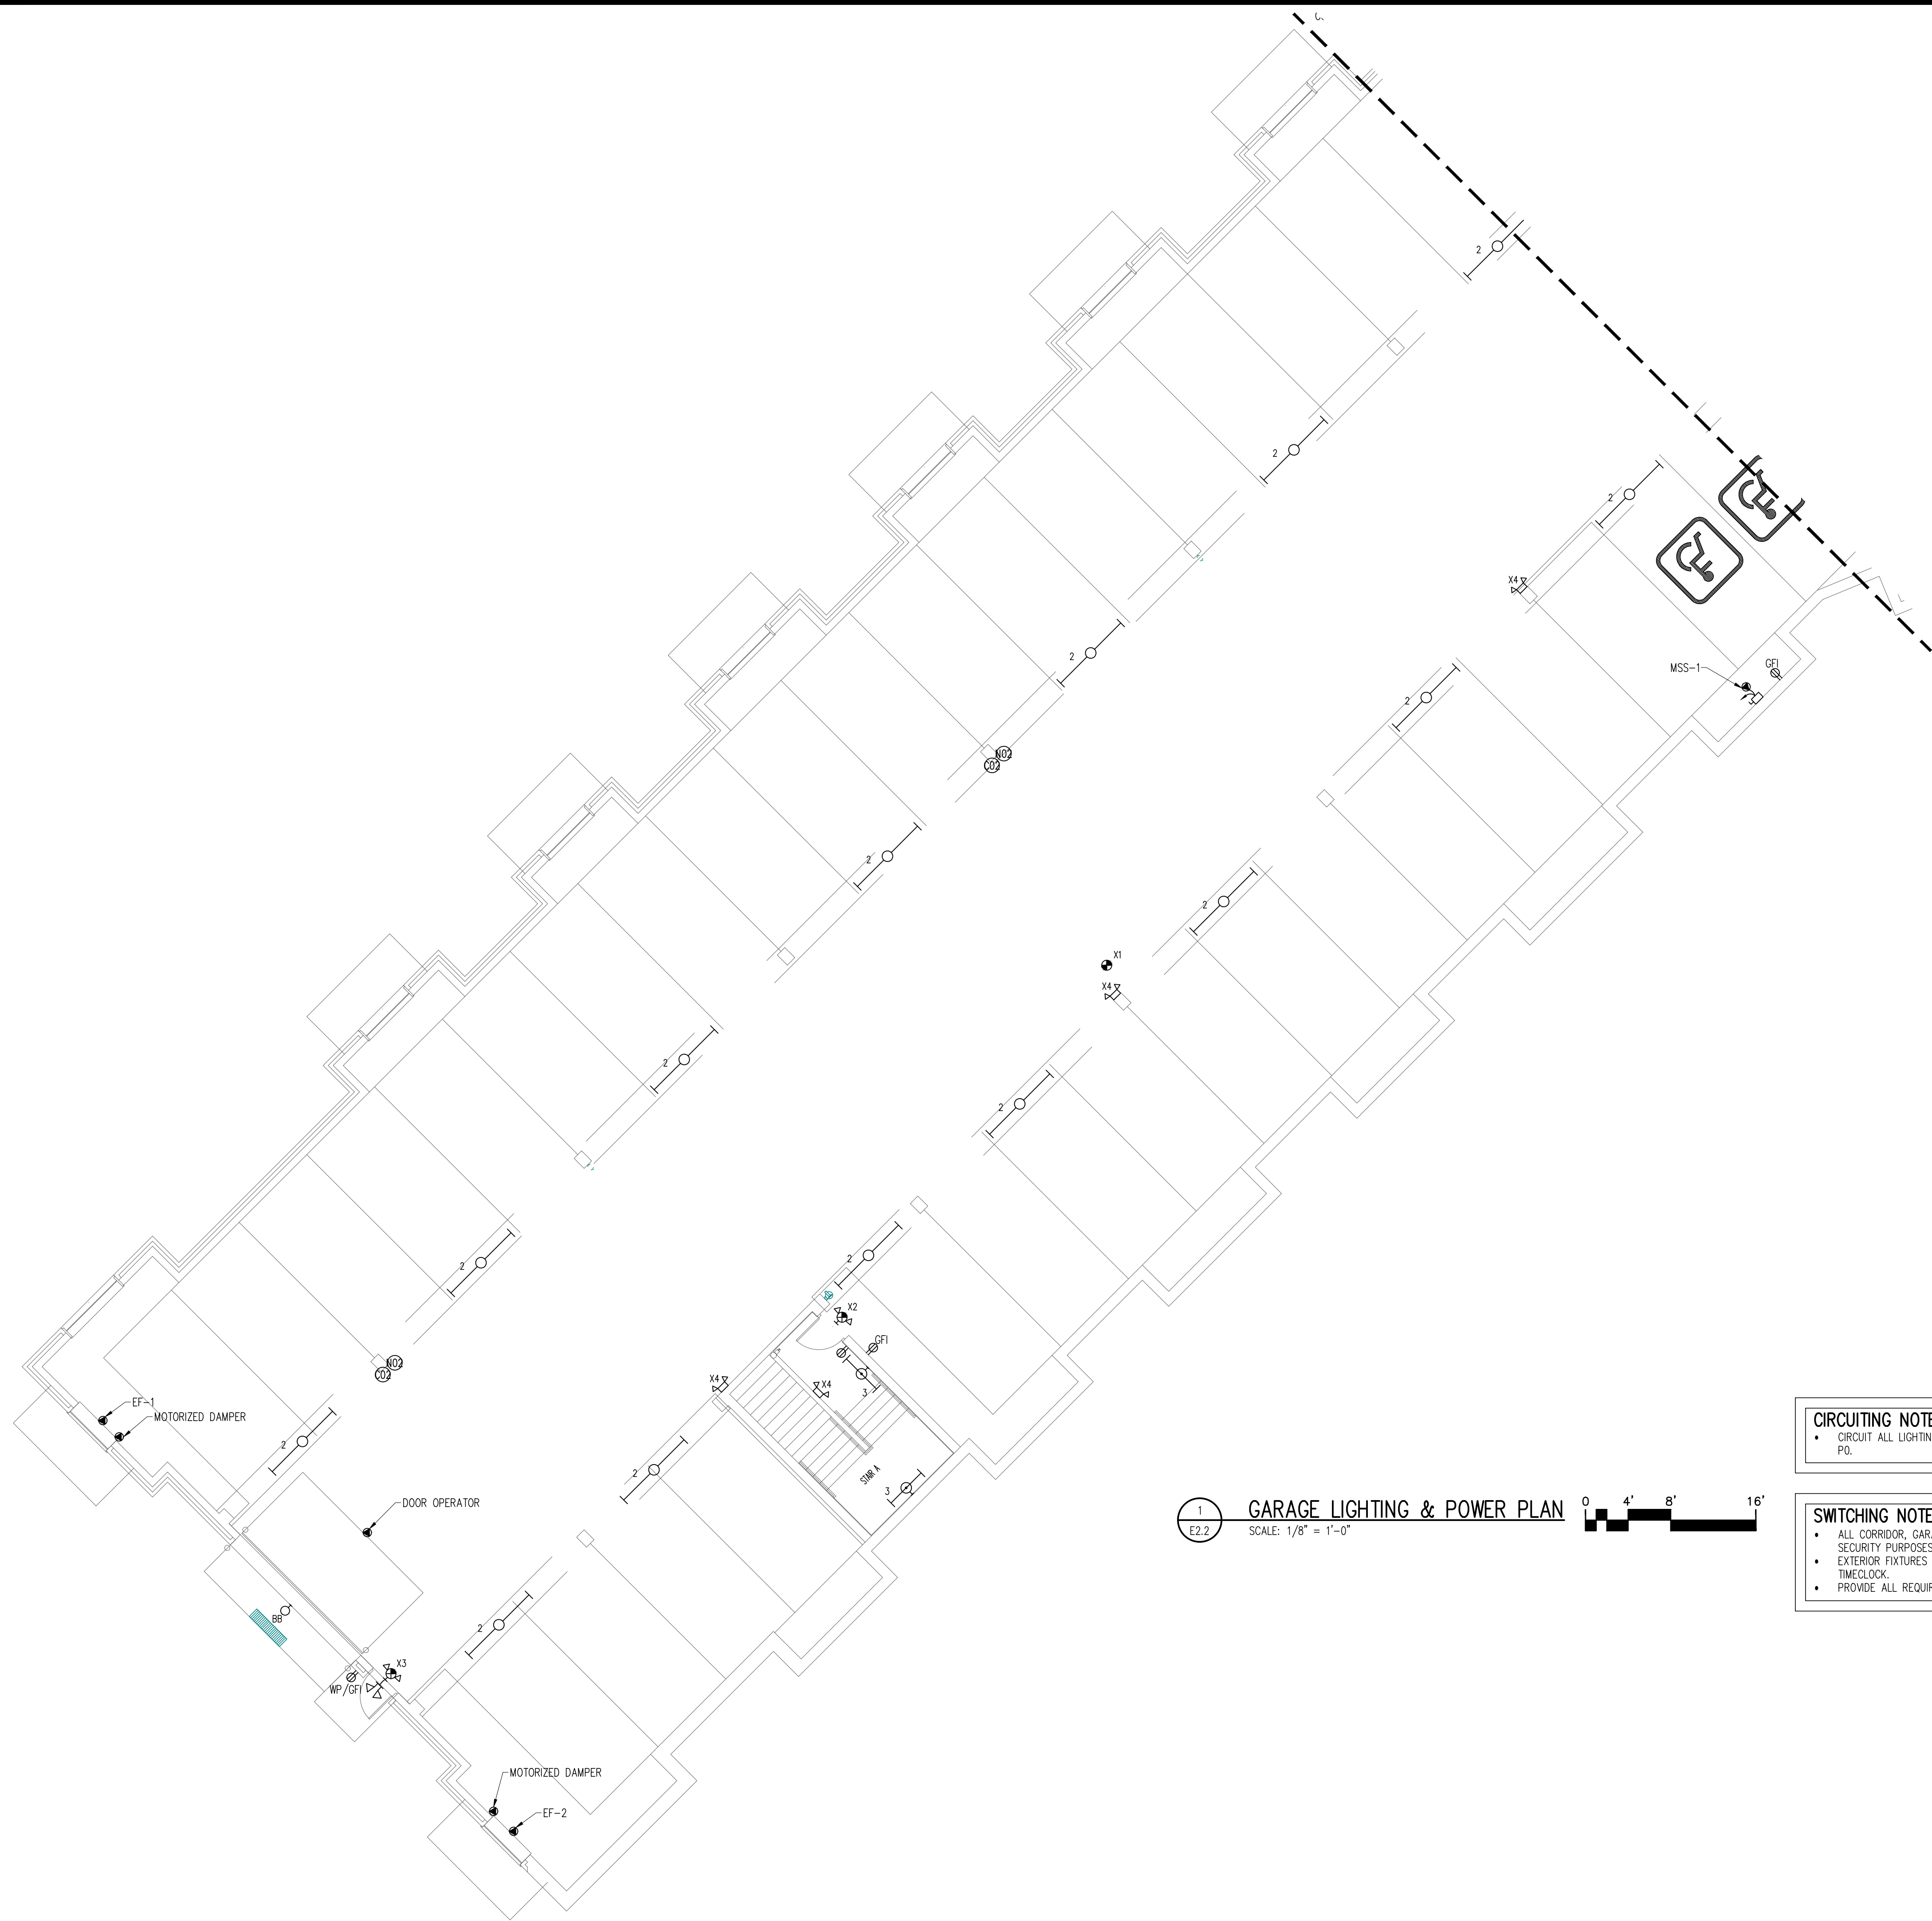 2
2
2
X4
MSS-1
GFI
2
2
NO2
CO2
2
2
X1
X4
2
2
2
2
X2
GFI
NO2
CO2
X4
X4
3
EF-1
MOTORIZED DAMPER
2
2
STAIR A
3
DOOR OPERATOR
2
BB
X3
WP/GFI
MOTORIZED DAMPER
EF-2
1
E2.2
GARAGE LIGHTING & POWER PLAN
SCALE: 1/8" = 1'-0"
0 4' 8' 16'
CIRCUITING NOTE
• CIRCUIT ALL LIGHTIN
P0.
SWITCHING NOTE
• ALL CORRIDOR, GAR
SECURITY PURPOSES
• EXTERIOR FIXTURES
TIMECLOCK.
• PROVIDE ALL REQUI